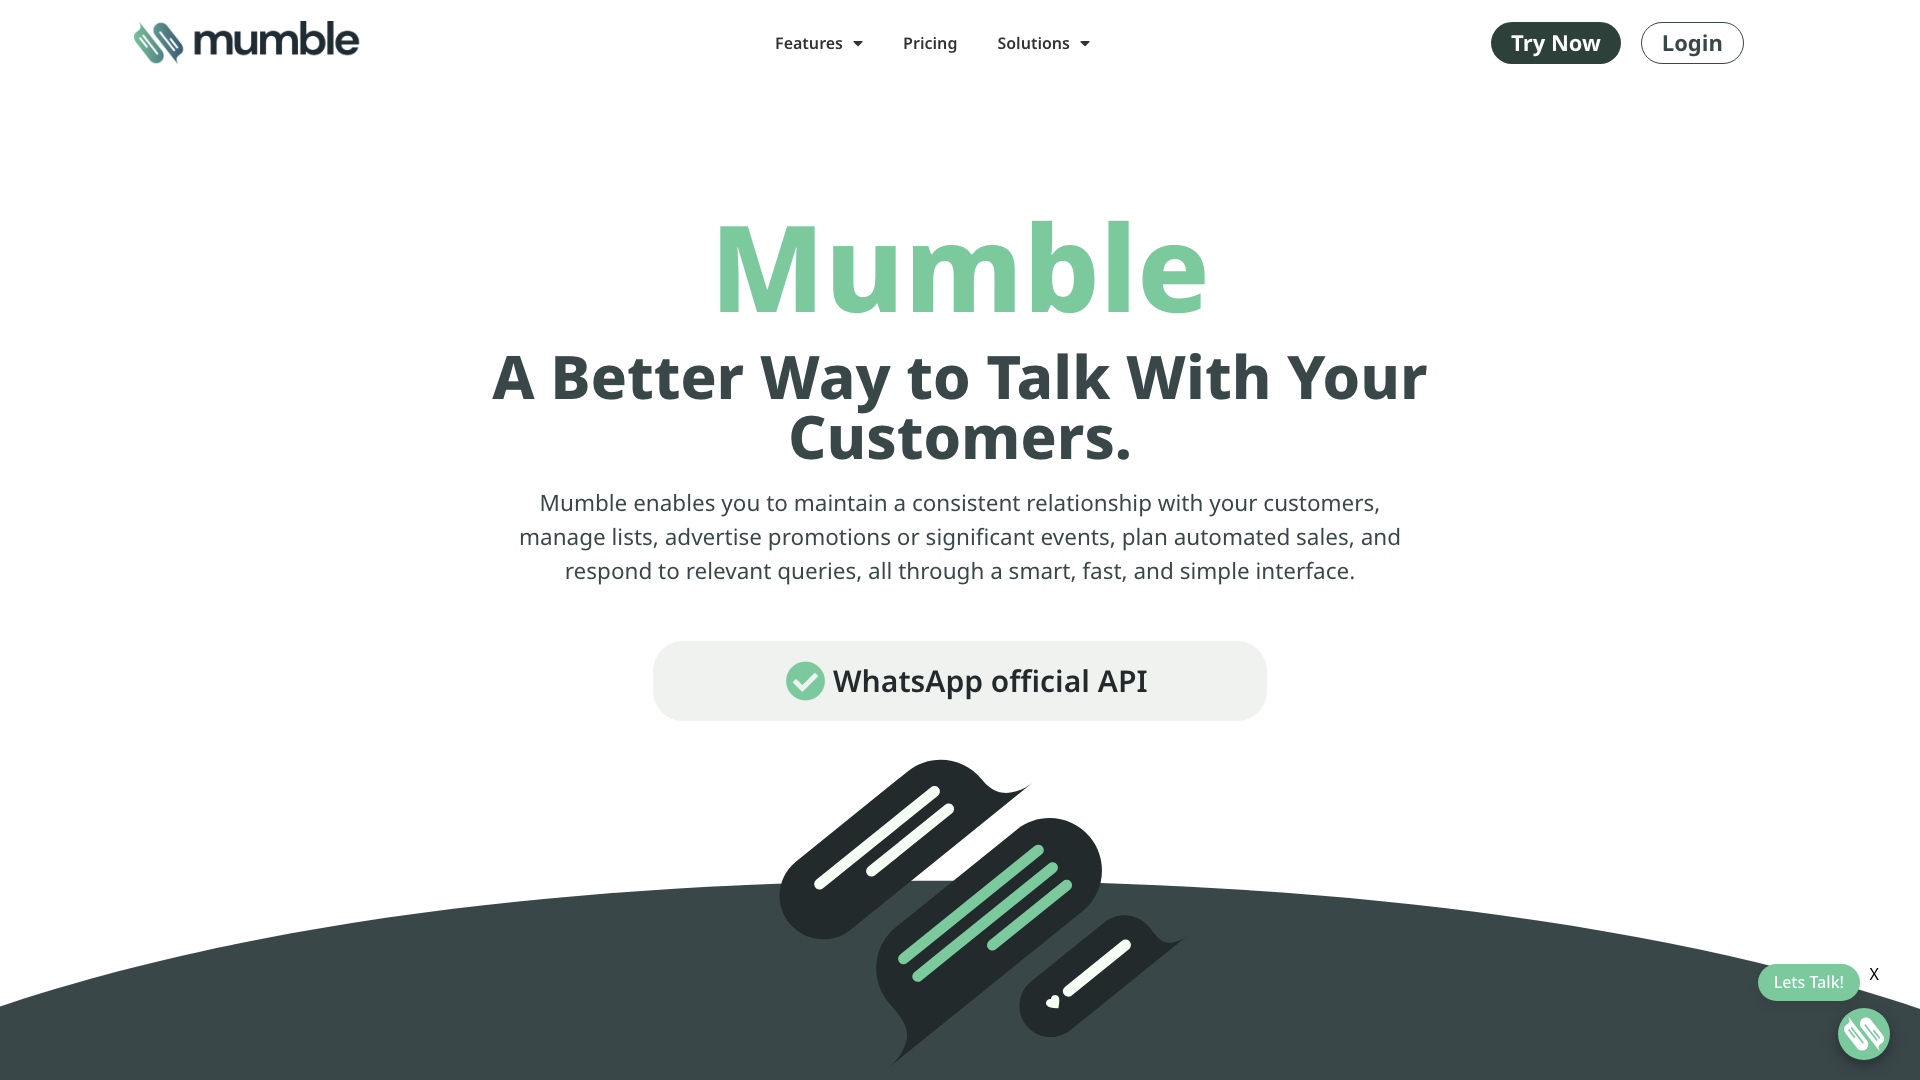 mumble
Features
Pricing
Solutions
Try Now
Login
Mumble
A Better Way to Talk With Your
Customers.
Mumble enables you to maintain a consistent relationship with your customers,
manage lists, advertise promotions or significant events, plan automated sales, and
respond to relevant queries, all through a smart, fast, and simple interface.
WhatsApp official API
Lets Talk!
X